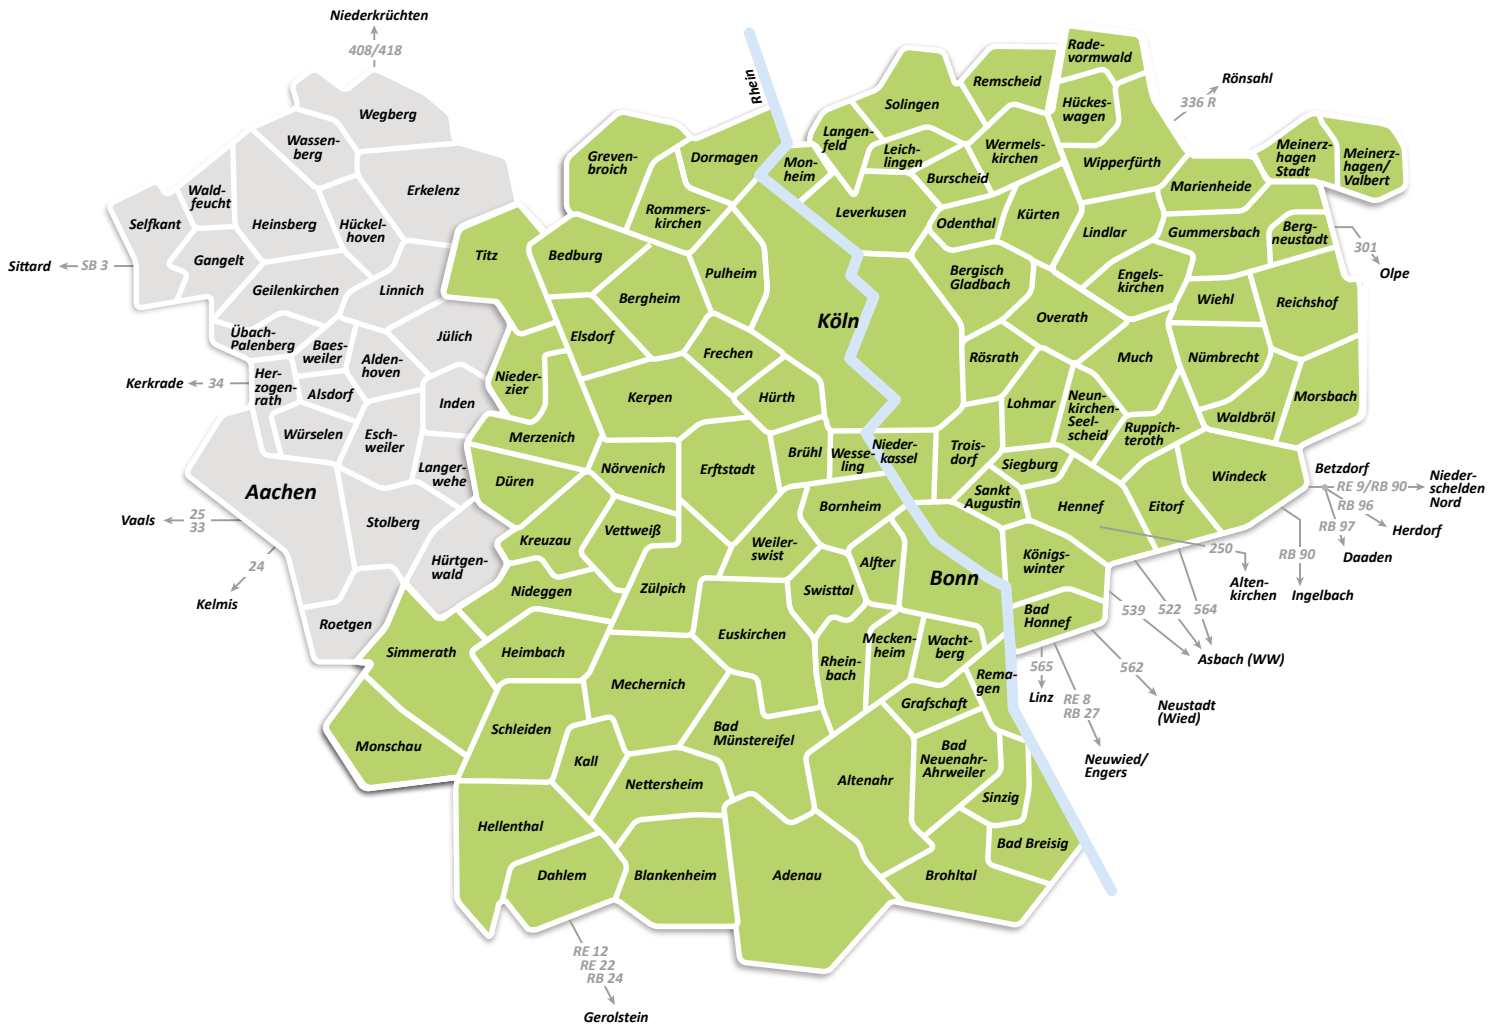 Niederkrüchten
408/418
Wegberg
Wassen-
berg
Erkelenz
Wald-
feucht
Selfkant
Heinsberg
Hückel-
hoven
Gangelt
Sittard
SB 3
Geilenkirchen
Linnich
Übach-
Palenberg
Baes-
weiler
Jülich
Alden-
hoven
Kerkrade
34
Her-
zogen-
rath
Alsdorf
Inden
Würselen
Esch-
weiler
Langer-
wehe
Aachen
Vaals
25
33
Stolberg
Hürtgen-
wald
24
Kelmis
Roetgen
Rhein
Greven-
broich
Dormagen
Rommers-
kirchen
Titz
Bedburg
Pulheim
Bergheim
Elsdorf
Frechen
Köln
Nieder-
zier
Kerpen
Hürth
Merzenich
Düren
Nörvenich
Erftstadt
Brühl
Wesse-
ling
Nieder-
kassel
Bornheim
Kreuzau
Vettweiß
Weiler-
swist
Alfter
Nideggen
Zülpich
Swisttal
Bonn
Simmerath
Heimbach
Euskirchen
Rhein-
bach
Mecken-
heim
Wacht-
berg
Mechernich
Monschau
Schleiden
Kall
Bad
Münstereifel
Nettersheim
Hellenthal
Dahlem
Blankenheim
Adenau
Altenahr
Grafschaft
Rema-
gen
Bad
Neuenahr-
Ahrweiler
Sinzig
Bad Breisig
Brohltal
RE 12
RE 22
RB 24
Gerolstein
Rade-
vormwald
Remscheid
Solingen
Hückes-
wagen
Rönsahl
336 R
Langen-
feld
Leich-
lingen
Wermels-
kirchen
Mon-
heim
Burscheid
Wipperfürth
Meinerz-
hagen
Stadt
Meinerz-
hagen/
Valbert
Marienheide
Leverkusen
Odenthal
Kürten
Lindlar
Gummersbach
Berg-
neustadt
301
Olpe
Bergisch
Gladbach
Engels-
kirchen
Wiehl
Reichshof
Overath
Rösrath
Much
Nümbrecht
Lohmar
Neun-
kirchen-
Seel-
scheid
Ruppich-
teroth
Waldbröl
Morsbach
Trois-
dorf
Siegburg
Sankt
Augustin
Hennef
Eitorf
Windeck
Betzdorf
RE 9/RB 90
Nieder-
schelden
Nord
RB 96
Herdorf
RB 97
Daaden
RB 90
Ingelbach
250
Alten-
kirchen
Königs-
winter
Bad
Honnef
539
522
564
Asbach (WW)
562
Neustadt
(Wied)
565
Linz
RE 8
RB 27
Neuwied/
Engers